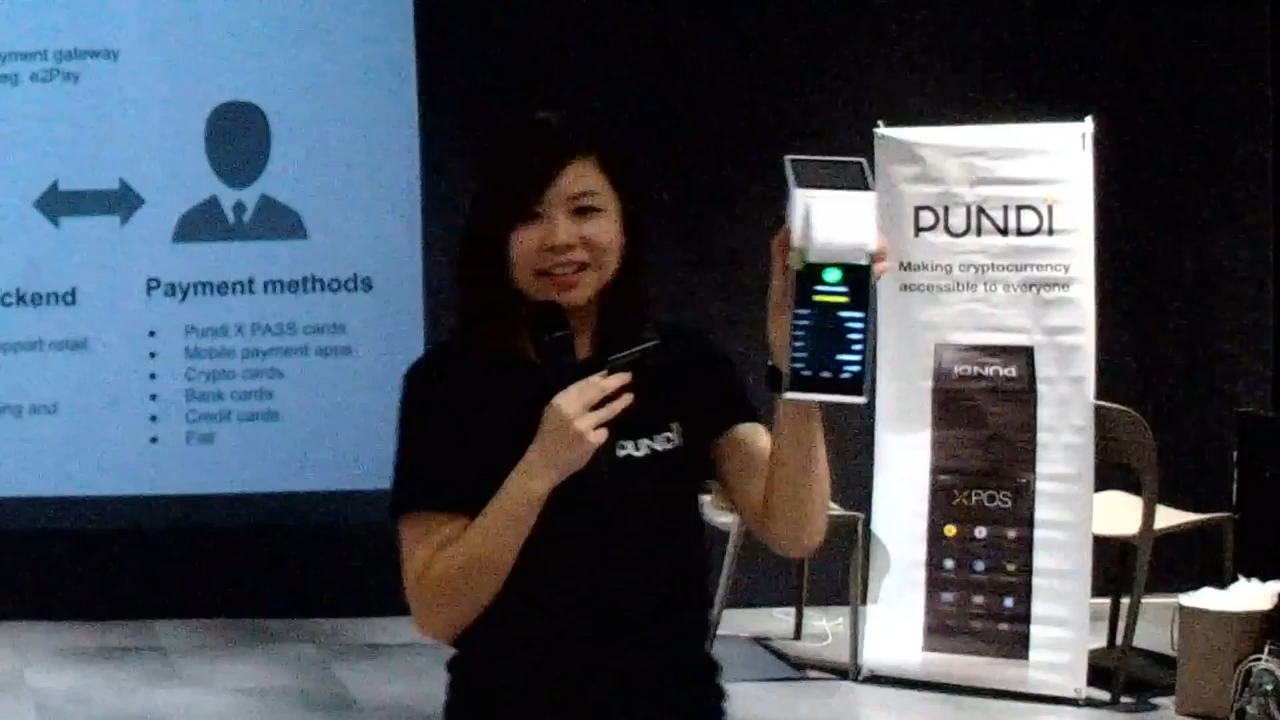 yment gateway
eg. e2Pay
ckend
pport retail
ing and
Payment methods
Pundi X PASS cards
Mobile payment apps
Crypto cards
Bank cards
Credit cards
Fiat
PUNDI
PUNDI
Making cryptocurrency
accessible to everyone
PUNDI
XPOS